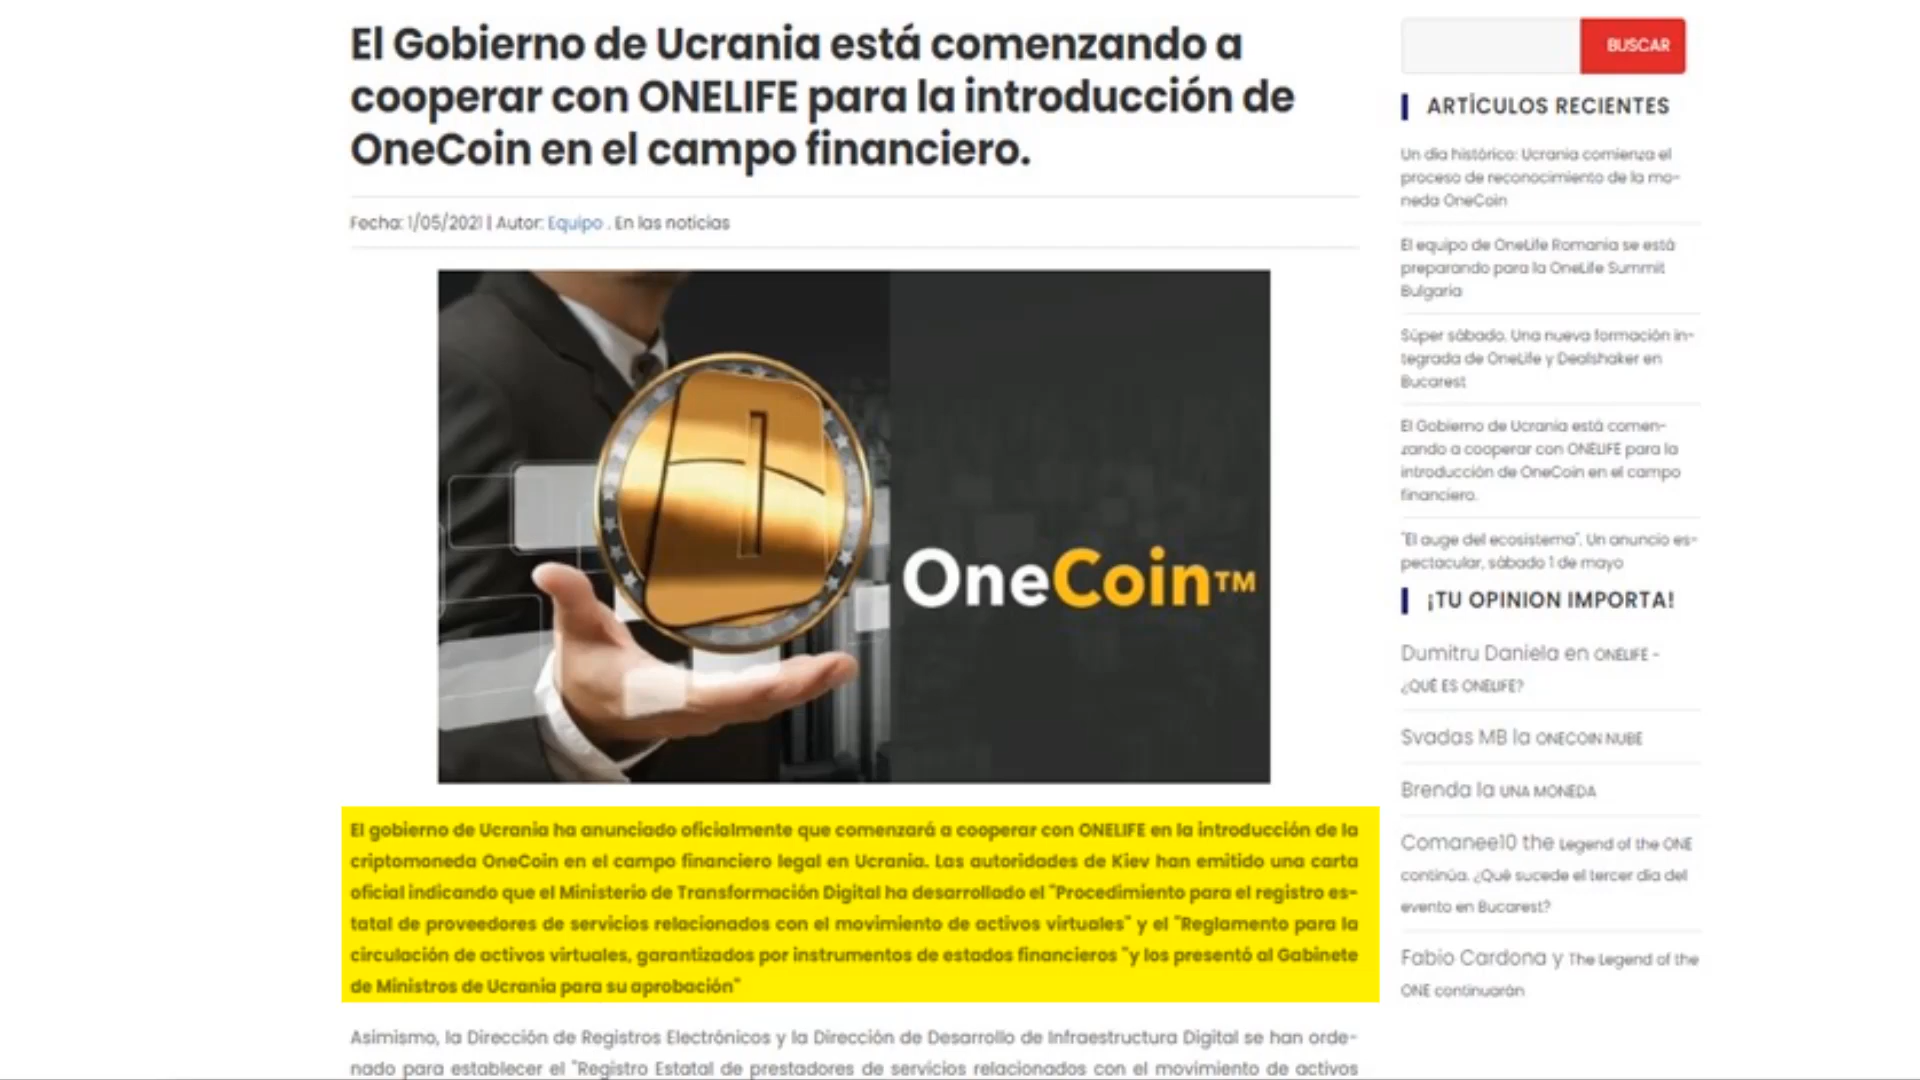 El Gobierno de Ucrania está comenzando a
cooperar con ONELIFE para la introducción de
OneCoin en el campo financiero.
Fecha: 1/05/2021 | Autor: Equipo . En las noticias
OneCoin™
El gobierno de Ucrania ha anunciado oficialmente que comenzará a cooperar con ONELIFE en la introducción de la
criptomoneda OneCoin en el campo financiero legal en Ucrania. Las autoridades de Kiev han emitido una carta
oficial indicando que el Ministerio de Transformación Digital ha desarrollado el "Procedimiento para el registro es-
tatal de proveedores de servicios relacionados con el movimiento de activos virtuales" y el "Reglamento para la
circulación de activos virtuales, garantizados por instrumentos de estados financieros "y los presentó al Gabinete
de Ministros de Ucrania para su aprobación"
Asimismo, la Dirección de Registros Electrónicos y la Dirección de Desarrollo de Infraestructura Digital se han orde-
nado para establecer el "Registro Estatal de prestadores de servicios relacionados con el movimiento de activos
BUSCAR
ARTÍCULOS RECIENTES
Un día histórico: Ucrania comienza el
proceso de reconocimiento de la mo-
neda OneCoin
El equipo de OneLife Romania se está
preparando para la OneLife Summit
Bulgaria
Súper sábado. Una nueva formación in-
tegrada de OneLife y Dealshaker en
Bucarest
El Gobierno de Ucrania está comen-
zando a cooperar con ONELIFE para la
introducción de OneCoin en el campo
financiero.
"El auge del ecosistema". Un anuncio es-
pectacular, sábado 1 de mayo
¡TU OPINION IMPORTA!
Dumitru Daniela en ONELIFE -
¿QUÉ ES ONELIFE?
Svadas MB la ONECOIN NUBE
Brenda la UNA MONEDA
Comanee10 the Legend of the ONE
continúa. ¿Qué sucede el tercer día del
evento en Bucarest?
Fabio Cardona y The Legend of the
ONE continuarán